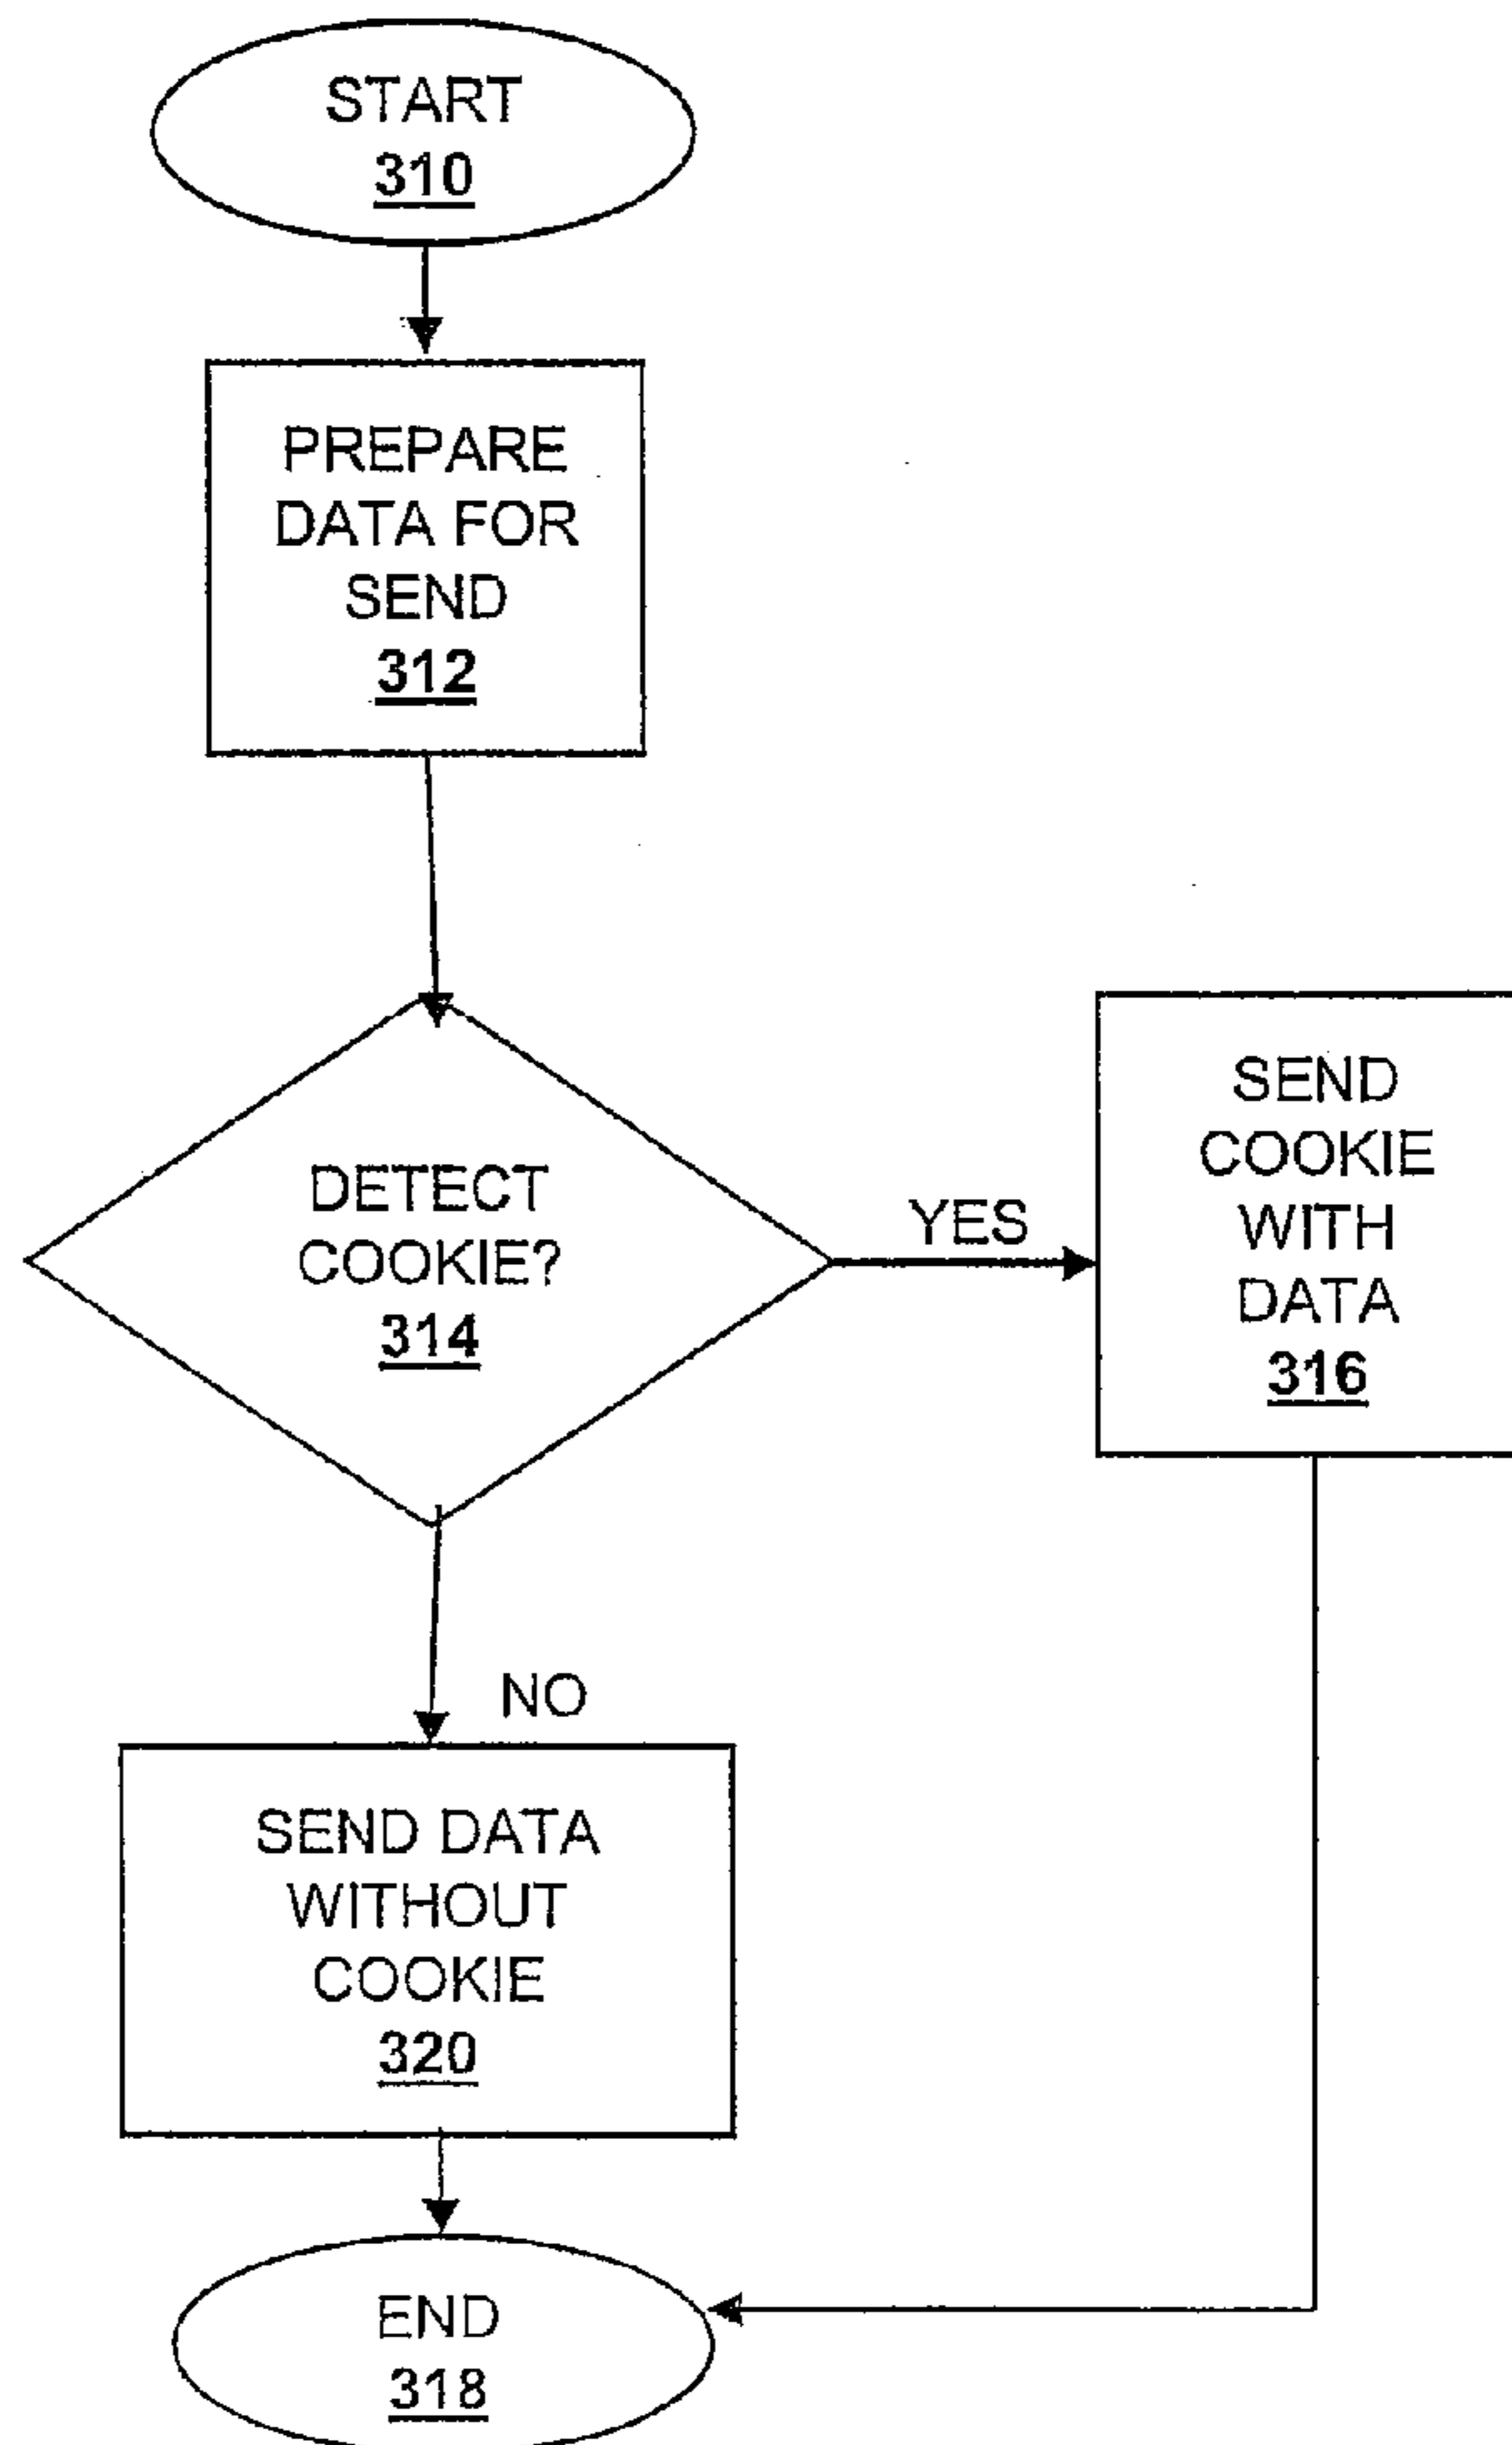 START
310
PREPARE
DATA FOR
SEND
312
DETECT
COOKIE?
314
YES
SEND
COOKIE
WITH
DATA
316
NO
SEND DATA
WITHOUT
COOKIE
320
END
318